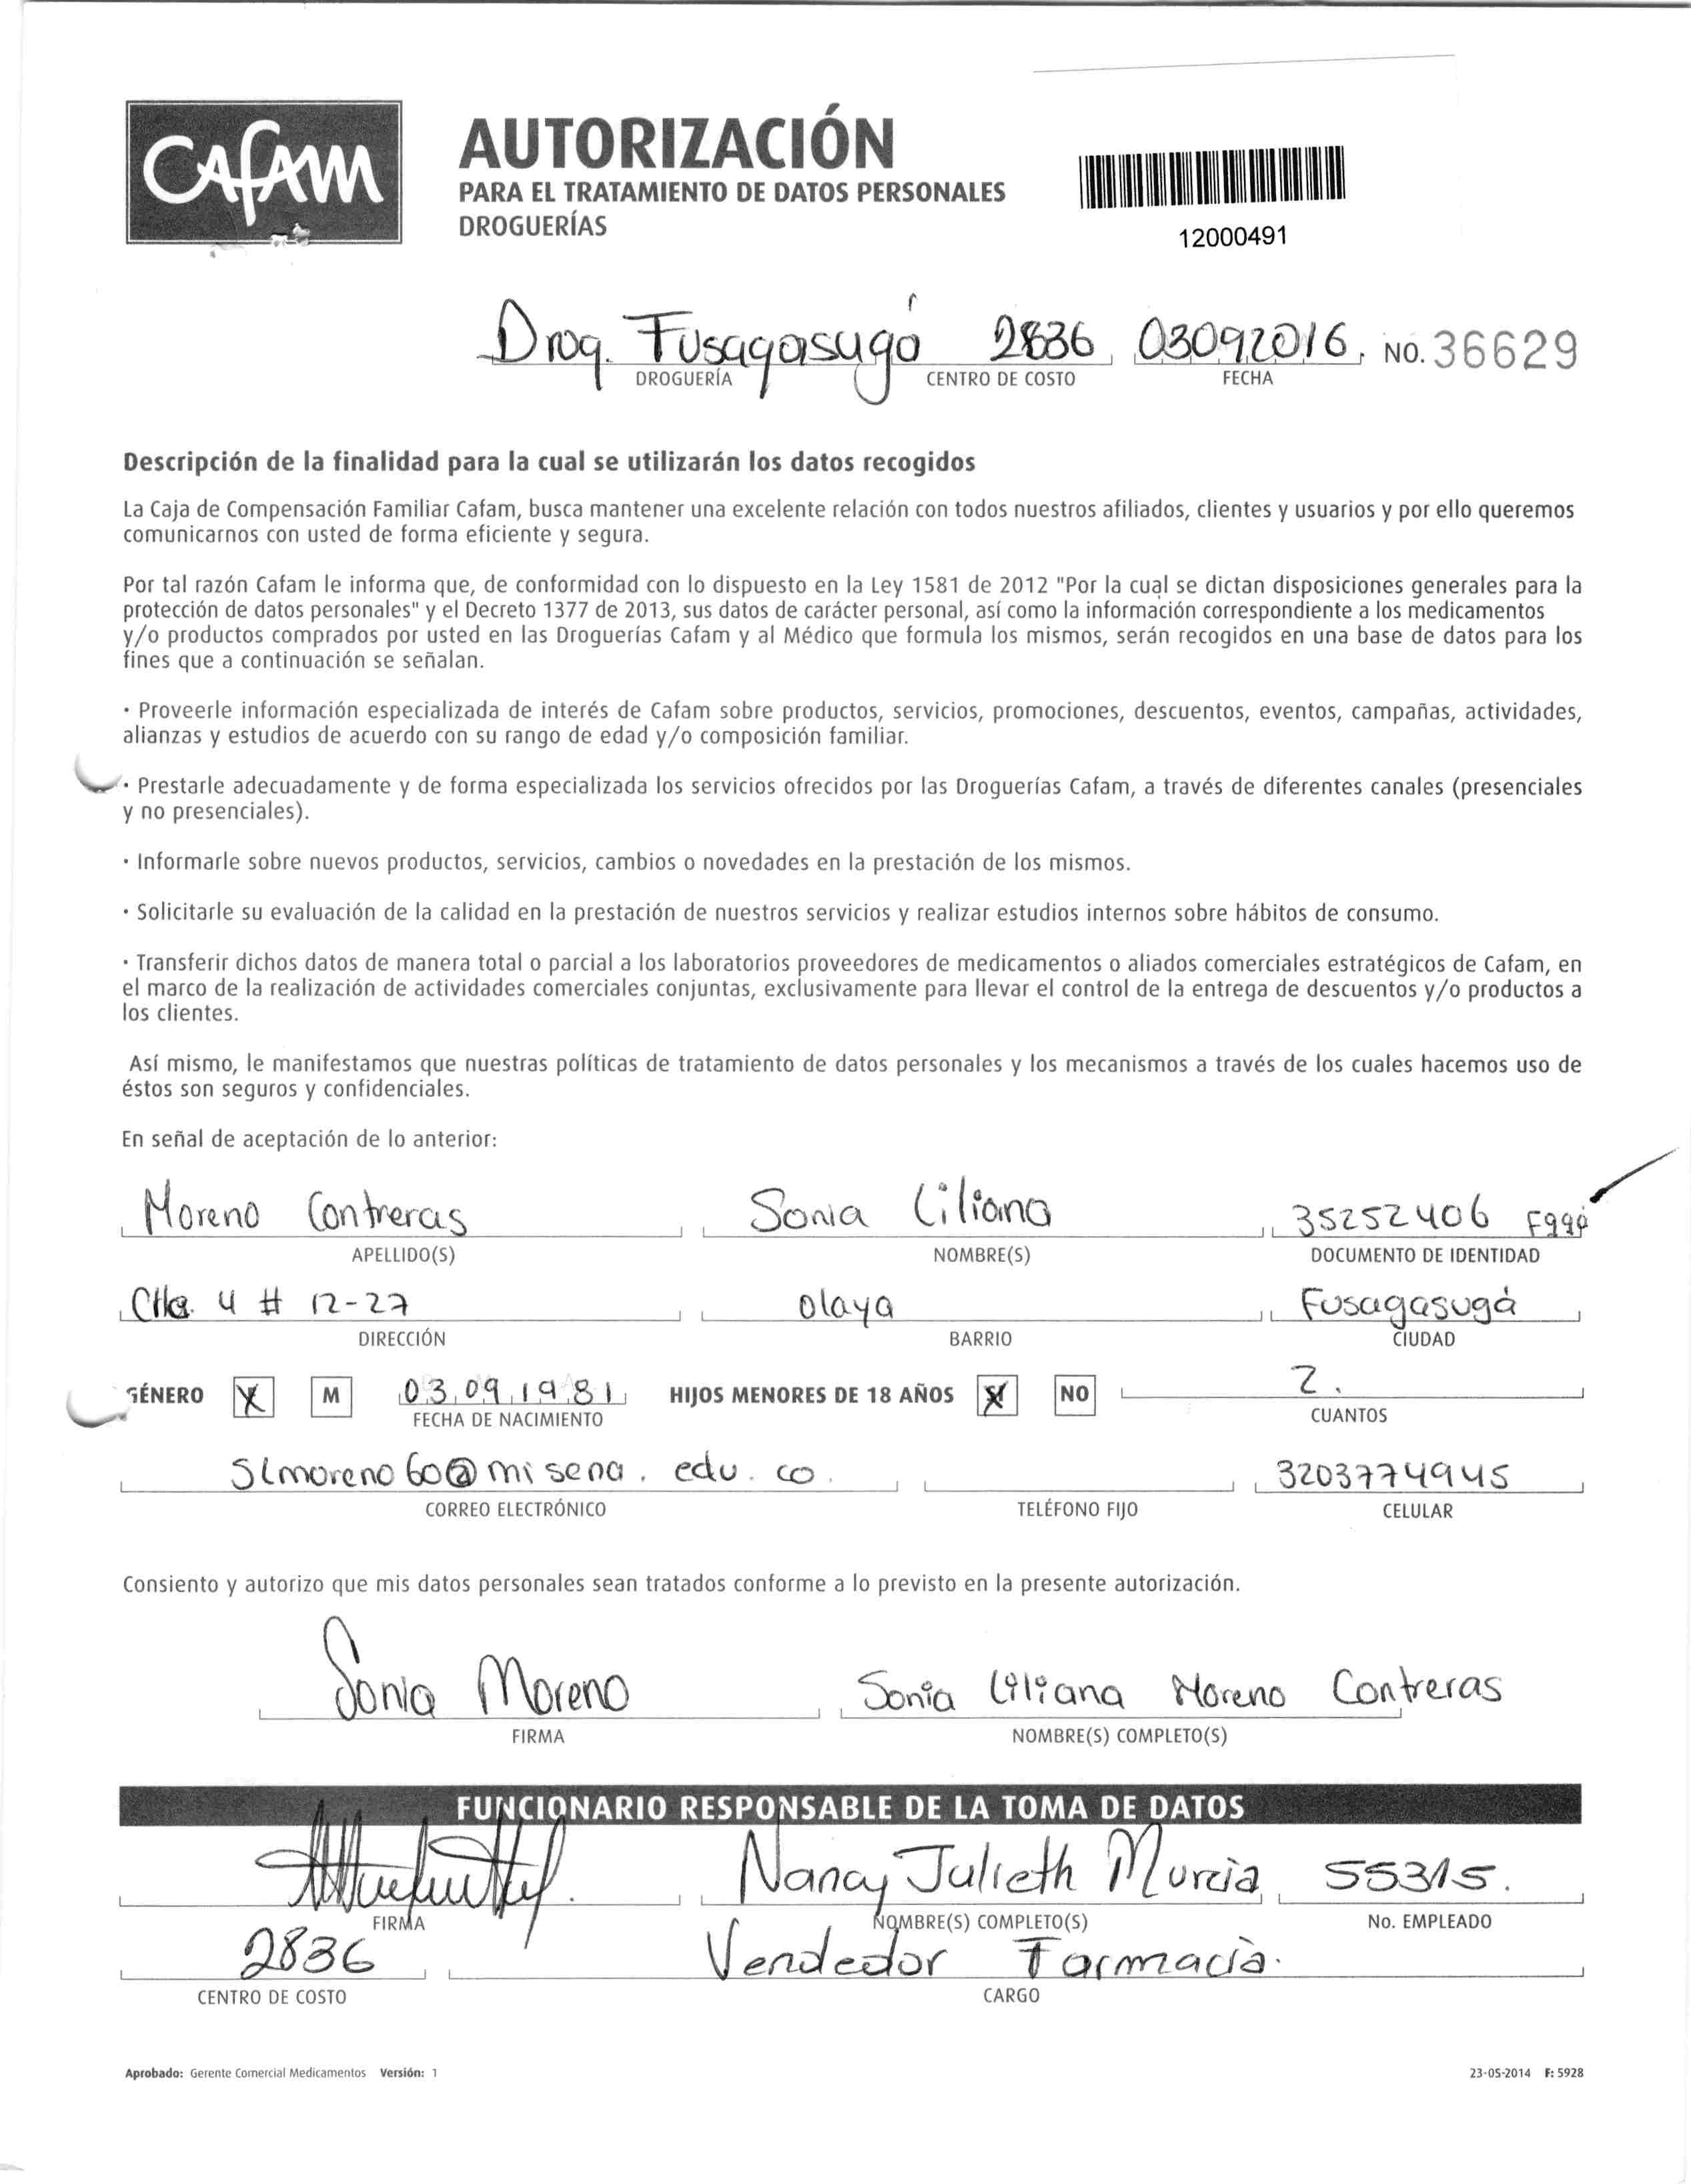 CAFAM
AUTORIZACIÓN
PARA EL TRATAMIENTO DE DATOS PERSONALES
DROGUERÍAS
12000491
Drog. Fusagasugá 2836 03092016 No. 36629
DROGUERÍA CENTRO DE COSTO FECHA
Descripción de la finalidad para la cual se utilizarán los datos recogidos
La Caja de Compensación Familiar Cafam, busca mantener una excelente relación con todos nuestros afiliados, clientes y usuarios y por ello queremos
comunicarnos con usted de forma eficiente y segura.
Por tal razón Cafam le informa que, de conformidad con lo dispuesto en la Ley 1581 de 2012 "Por la cual se dictan disposiciones generales para la
protección de datos personales" y el Decreto 1377 de 2013, sus datos de carácter personal, así como la información correspondiente a los medicamentos
y/o productos comprados por usted en las Droguerías Cafam y al Médico que formula los mismos, serán recogidos en una base de datos para los
fines que a continuación se señalan.
· Proveerle información especializada de interés de Cafam sobre productos, servicios, promociones, descuentos, eventos, campañas, actividades,
alianzas y estudios de acuerdo con su rango de edad y/o composición familiar.
· Prestarle adecuadamente y de forma especializada los servicios ofrecidos por las Droguerías Cafam, a través de diferentes canales (presenciales
y no presenciales).
· Informarle sobre nuevos productos, servicios, cambios o novedades en la prestación de los mismos.
· Solicitarle su evaluación de la calidad en la prestación de nuestros servicios y realizar estudios internos sobre hábitos de consumo.
· Transferir dichos datos de manera total o parcial a los laboratorios proveedores de medicamentos o aliados comerciales estratégicos de Cafam, en
el marco de la realización de actividades comerciales conjuntas, exclusivamente para llevar el control de la entrega de descuentos y/o productos a
los clientes.
Así mismo, le manifestamos que nuestras políticas de tratamiento de datos personales y los mecanismos a través de los cuales hacemos uso de
éstos son seguros y confidenciales.
En señal de aceptación de lo anterior:
Moreno Contreras Sonia Liliana 35252406 Fggá
APELLIDO(S) NOMBRE(S) DOCUMENTO DE IDENTIDAD
4 # 12-27 olaya Fusagasugá
DIRECCIÓN BARRIO CIUDAD
GÉNERO X M 03 09 1981 HIJOS MENORES DE 18 AÑOS X NO 2.
FECHA DE NACIMIENTO CUANTOS
Slmoreno60@misena.edu.co. 3203774945
CORREO ELECTRÓNICO TELÉFONO FIJO CELULAR
Consiento y autorizo que mis datos personales sean tratados conforme a lo previsto en la presente autorización.
Sonia Moreno Sonia Liliana Moreno Contreras
FIRMA NOMBRE(S) COMPLETO(S)
FUNCIONARIO RESPONSABLE DE LA TOMA DE DATOS
Nancy Julieth Murcia 55315.
FIRMA NOMBRE(S) COMPLETO(S) No. EMPLEADO
2836 Vendedor Farmacia.
CENTRO DE COSTO CARGO
Aprobado: Gerente Comercial Medicamentos Versión: 1 23-05-2014 F: 5928